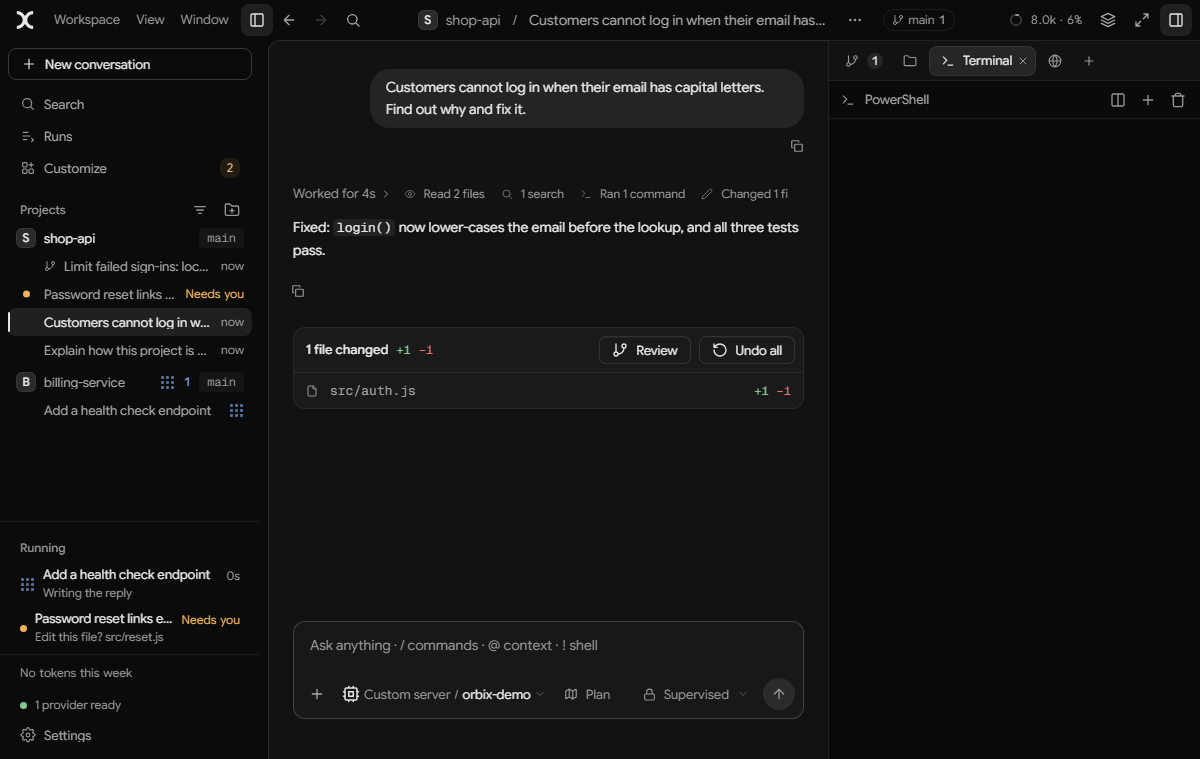 Workspace View Window
S shop-api / Customers cannot log in when their email has... ··· main 1 8.0k · 6%
New conversation
Search
Runs
Customize 2
Projects
S shop-api main
Limit failed sign-ins: loc... now
Password reset links ... Needs you
Customers cannot log in w... now
Explain how this project is ... now
B billing-service 1 main
Add a health check endpoint
Running
Add a health check endpoint 0s
Writing the reply
Password reset links e... Needs you
Edit this file? src/reset.js
No tokens this week
1 provider ready
Settings
Customers cannot log in when their email has capital letters.
Find out why and fix it.
Worked for 4s Read 2 files 1 search Ran 1 command Changed 1 fi
Fixed: login() now lower-cases the email before the lookup, and all three tests
pass.
1 file changed +1 −1 Review Undo all
src/auth.js +1 −1
Ask anything · / commands · @ context · ! shell
Custom server / orbix-demo Plan Supervised
1 Terminal
PowerShell